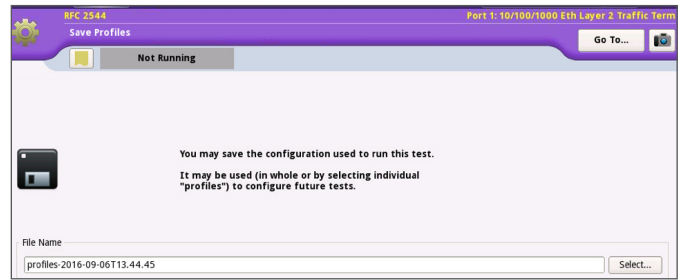 RFC 2544
Port 1: 10/100/1000 Eth Layer 2 Traffic Term
Save Profiles
Go To...
Not Running
You may save the configuration used to run this test.
It may be used (in whole or by selecting individual
"profiles") to configure future tests.
File Name
profiles-2016-09-06T13.44.45
Select...